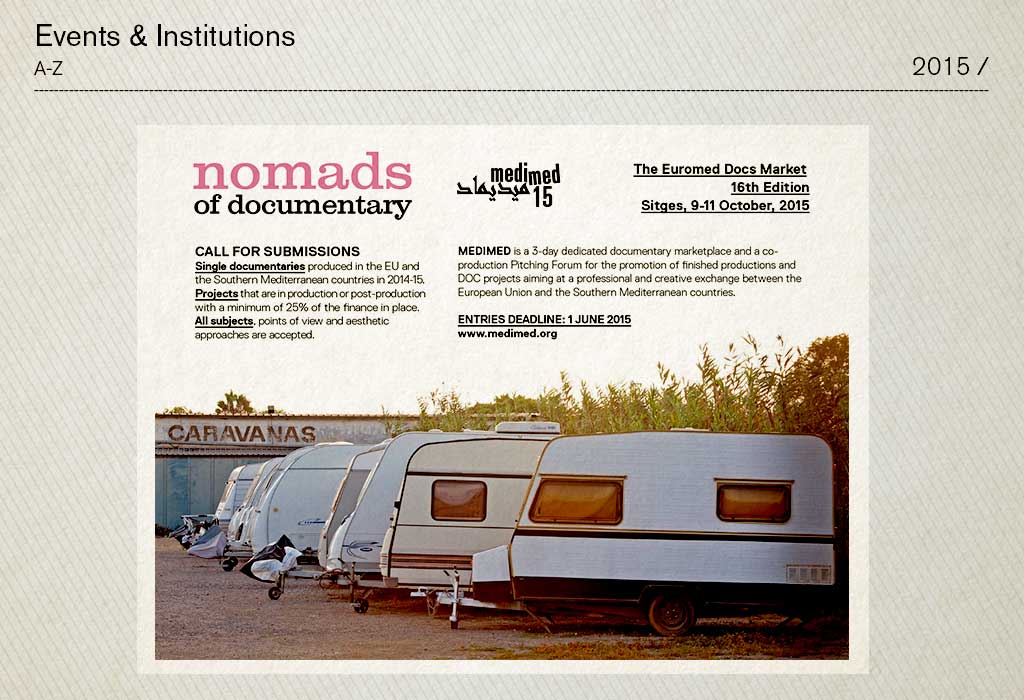 Events & Institutions
A-Z
2015 /
nomads
of documentary
medimed
ميديماد
15
The Euromed Docs Market
16th Edition
Sitges, 9-11 October, 2015
CALL FOR SUBMISSIONS
Single documentaries produced in the EU and
the Southern Mediterranean countries in 2014-15.
Projects that are in production or post-production
with a minimum of 25% of the finance in place.
All subjects, points of view and aesthetic
approaches are accepted.
MEDIMED is a 3-day dedicated documentary marketplace and a co-
production Pitching Forum for the promotion of finished productions and
DOC projects aiming at a professional and creative exchange between the
European Union and the Southern Mediterranean countries.
ENTRIES DEADLINE: 1 JUNE 2015
www.medimed.org
CARAVANAS